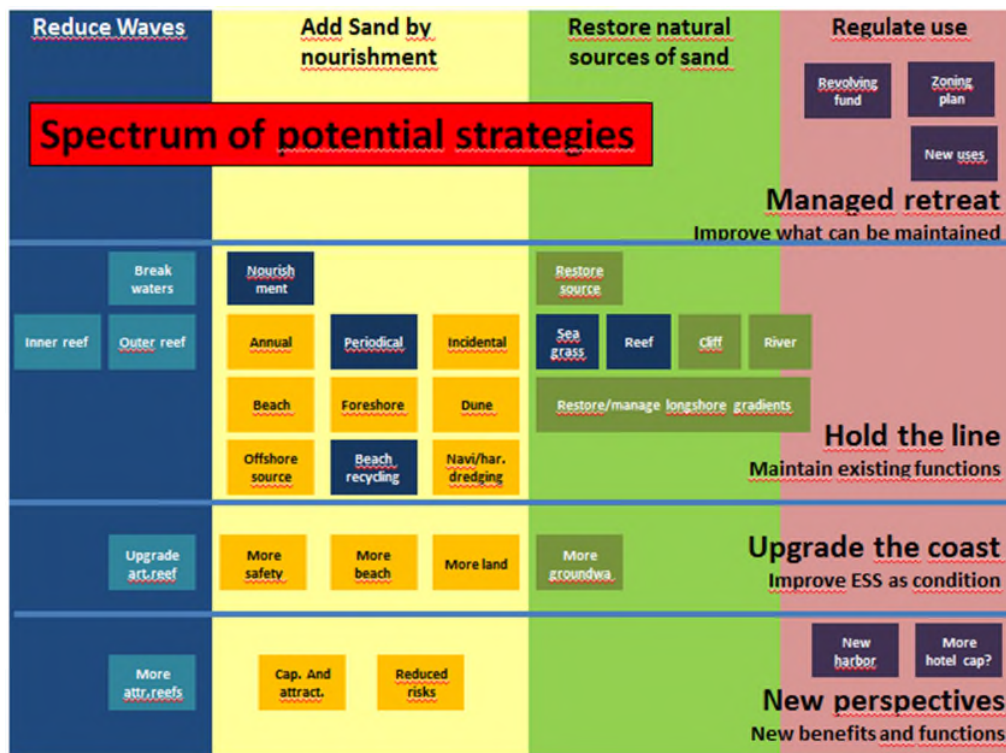 Reduce Waves
Add Sand by
nourishment
Restore natural
sources of sand
Regulate use
Revolving
fund
Zoning
plan
New uses
Spectrum of potential strategies
Managed retreat
Improve what can be maintained
Break
waters
Nourish
ment
Restore
source
Inner reef
Outer reef
Annual
Periodical
Incidental
Sea
grass
Reef
Cliff
River
Beach
Foreshore
Dune
Restore/manage longshore gradients
Offshore
source
Beach
recycling
Navi/har.
dredging
Hold the line
Maintain existing functions
Upgrade
art.reef
More
safety
More
beach
More land
More
groundwa
Upgrade the coast
Improve ESS as condition
New
harbor
More
hotel cap?
More
attr.reefs
Cap. And
attract.
Reduced
risks
New perspectives
New benefits and functions